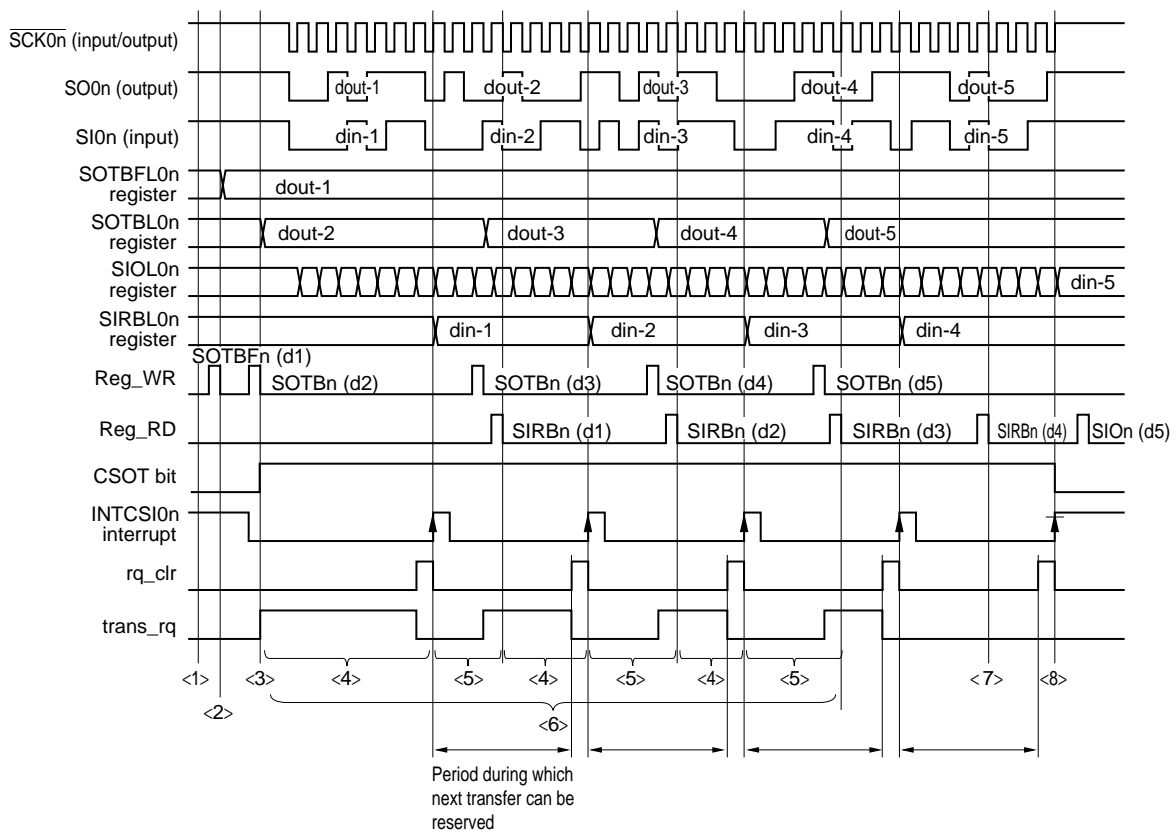 SCK0n (input/output)
SO0n (output)
dout-1 dout-2 dout-3 dout-4 dout-5
SI0n (input)
din-1 din-2 din-3 din-4 din-5
SOTBFL0n
register
dout-1
SOTBL0n
register
dout-2 dout-3 dout-4 dout-5
SIOL0n
register
din-5
SIRBL0n
register
din-1 din-2 din-3 din-4
SOTBFn (d1)
Reg_WR
SOTBn (d2) SOTBn (d3) SOTBn (d4) SOTBn (d5)
Reg_RD
SIRBn (d1) SIRBn (d2) SIRBn (d3) SIRBn (d4) SIOn (d5)
CSOT bit
INTCSI0n
interrupt
rq_clr
trans_rq
<1> <3> <4> <5> <4> <5> <4> <5> <7> <8>
<2> <6>
Period during which
next transfer can be
reserved